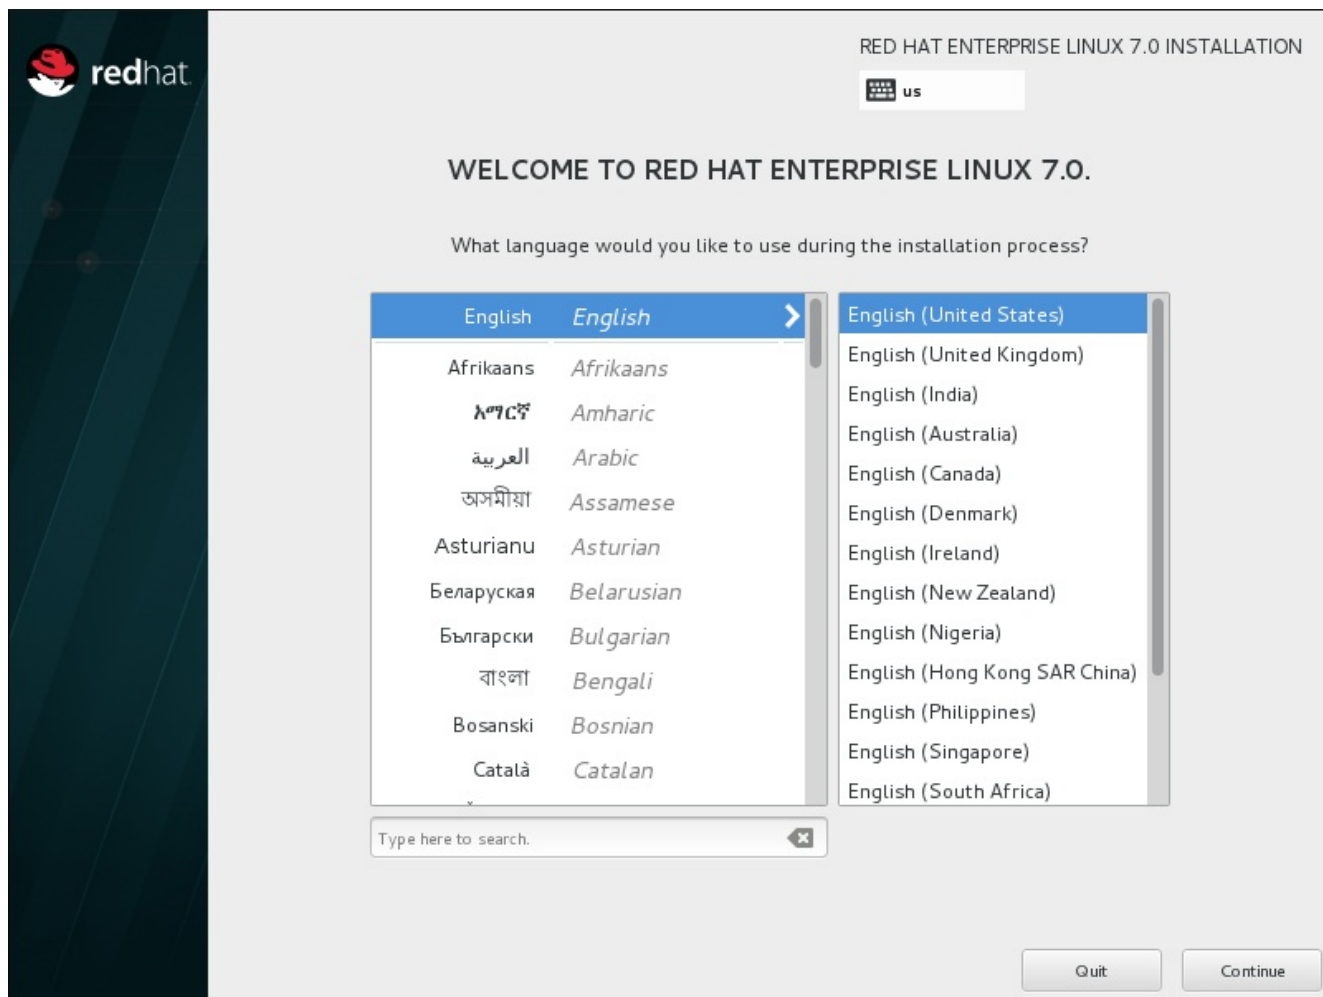 redhat.
RED HAT ENTERPRISE LINUX 7.0 INSTALLATION
us
WELCOME TO RED HAT ENTERPRISE LINUX 7.0.
What language would you like to use during the installation process?
English English
Afrikaans Afrikaans
አማርኛ Amharic
العربية Arabic
অসমীয়া Assamese
Asturianu Asturian
Беларуская Belarusian
Български Bulgarian
বাংলা Bengali
Bosanski Bosnian
Català Catalan
Type here to search.
English (United States)
English (United Kingdom)
English (India)
English (Australia)
English (Canada)
English (Denmark)
English (Ireland)
English (New Zealand)
English (Nigeria)
English (Hong Kong SAR China)
English (Philippines)
English (Singapore)
English (South Africa)
Quit
Continue